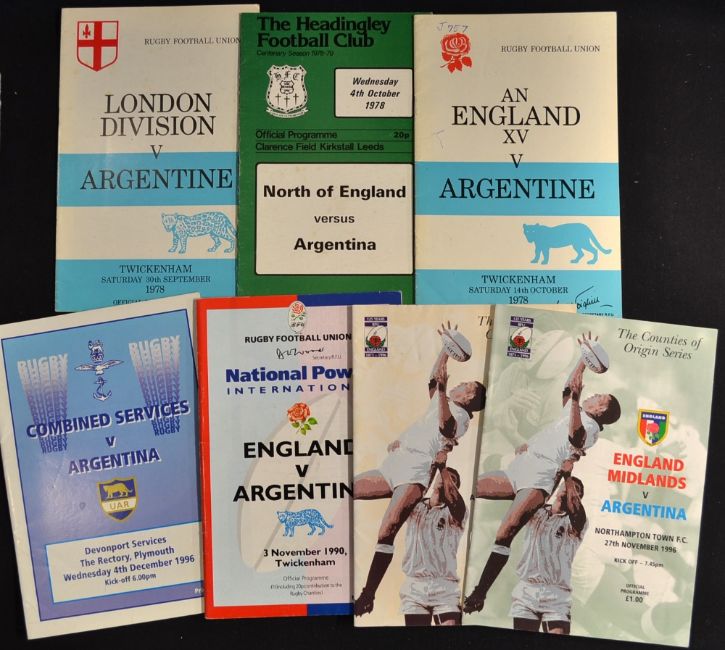 RUGBY FOOTBALL UNION
LONDON
DIVISION
V
ARGENTINE
TWICKENHAM
SATURDAY 30th SEPTEMBER
1978
The Headingley
Football Club
Centenary Season 1978-79
Wednesday
4th October
1978
Official Programme 20p
Clarence Field Kirkstall Leeds
North of England
versus
Argentina
J757
RUGBY FOOTBALL UNION
AN
ENGLAND
XV
V
ARGENTINE
TWICKENHAM
SATURDAY 14th OCTOBER
1978
RUGBY
RUGBY
COMBINED SERVICES
V
ARGENTINA
UAR
Devonport Services
The Rectory, Plymouth
Wednesday 4th December 1996
Kick-off 6.00pm
RUGBY FOOTBALL UNION
National Pow
INTERNATION
ENGLAND
V
ARGENTIN
3 November 1990,
Twickenham
Official Programme
The Counties of
Origin Series
ENGLAND
ENGLAND
MIDLANDS
V
ARGENTINA
NORTHAMPTON TOWN F.C.
27th NOVEMBER 1996
KICK OFF - 7.45pm
OFFICIAL
PROGRAMME
£1.00